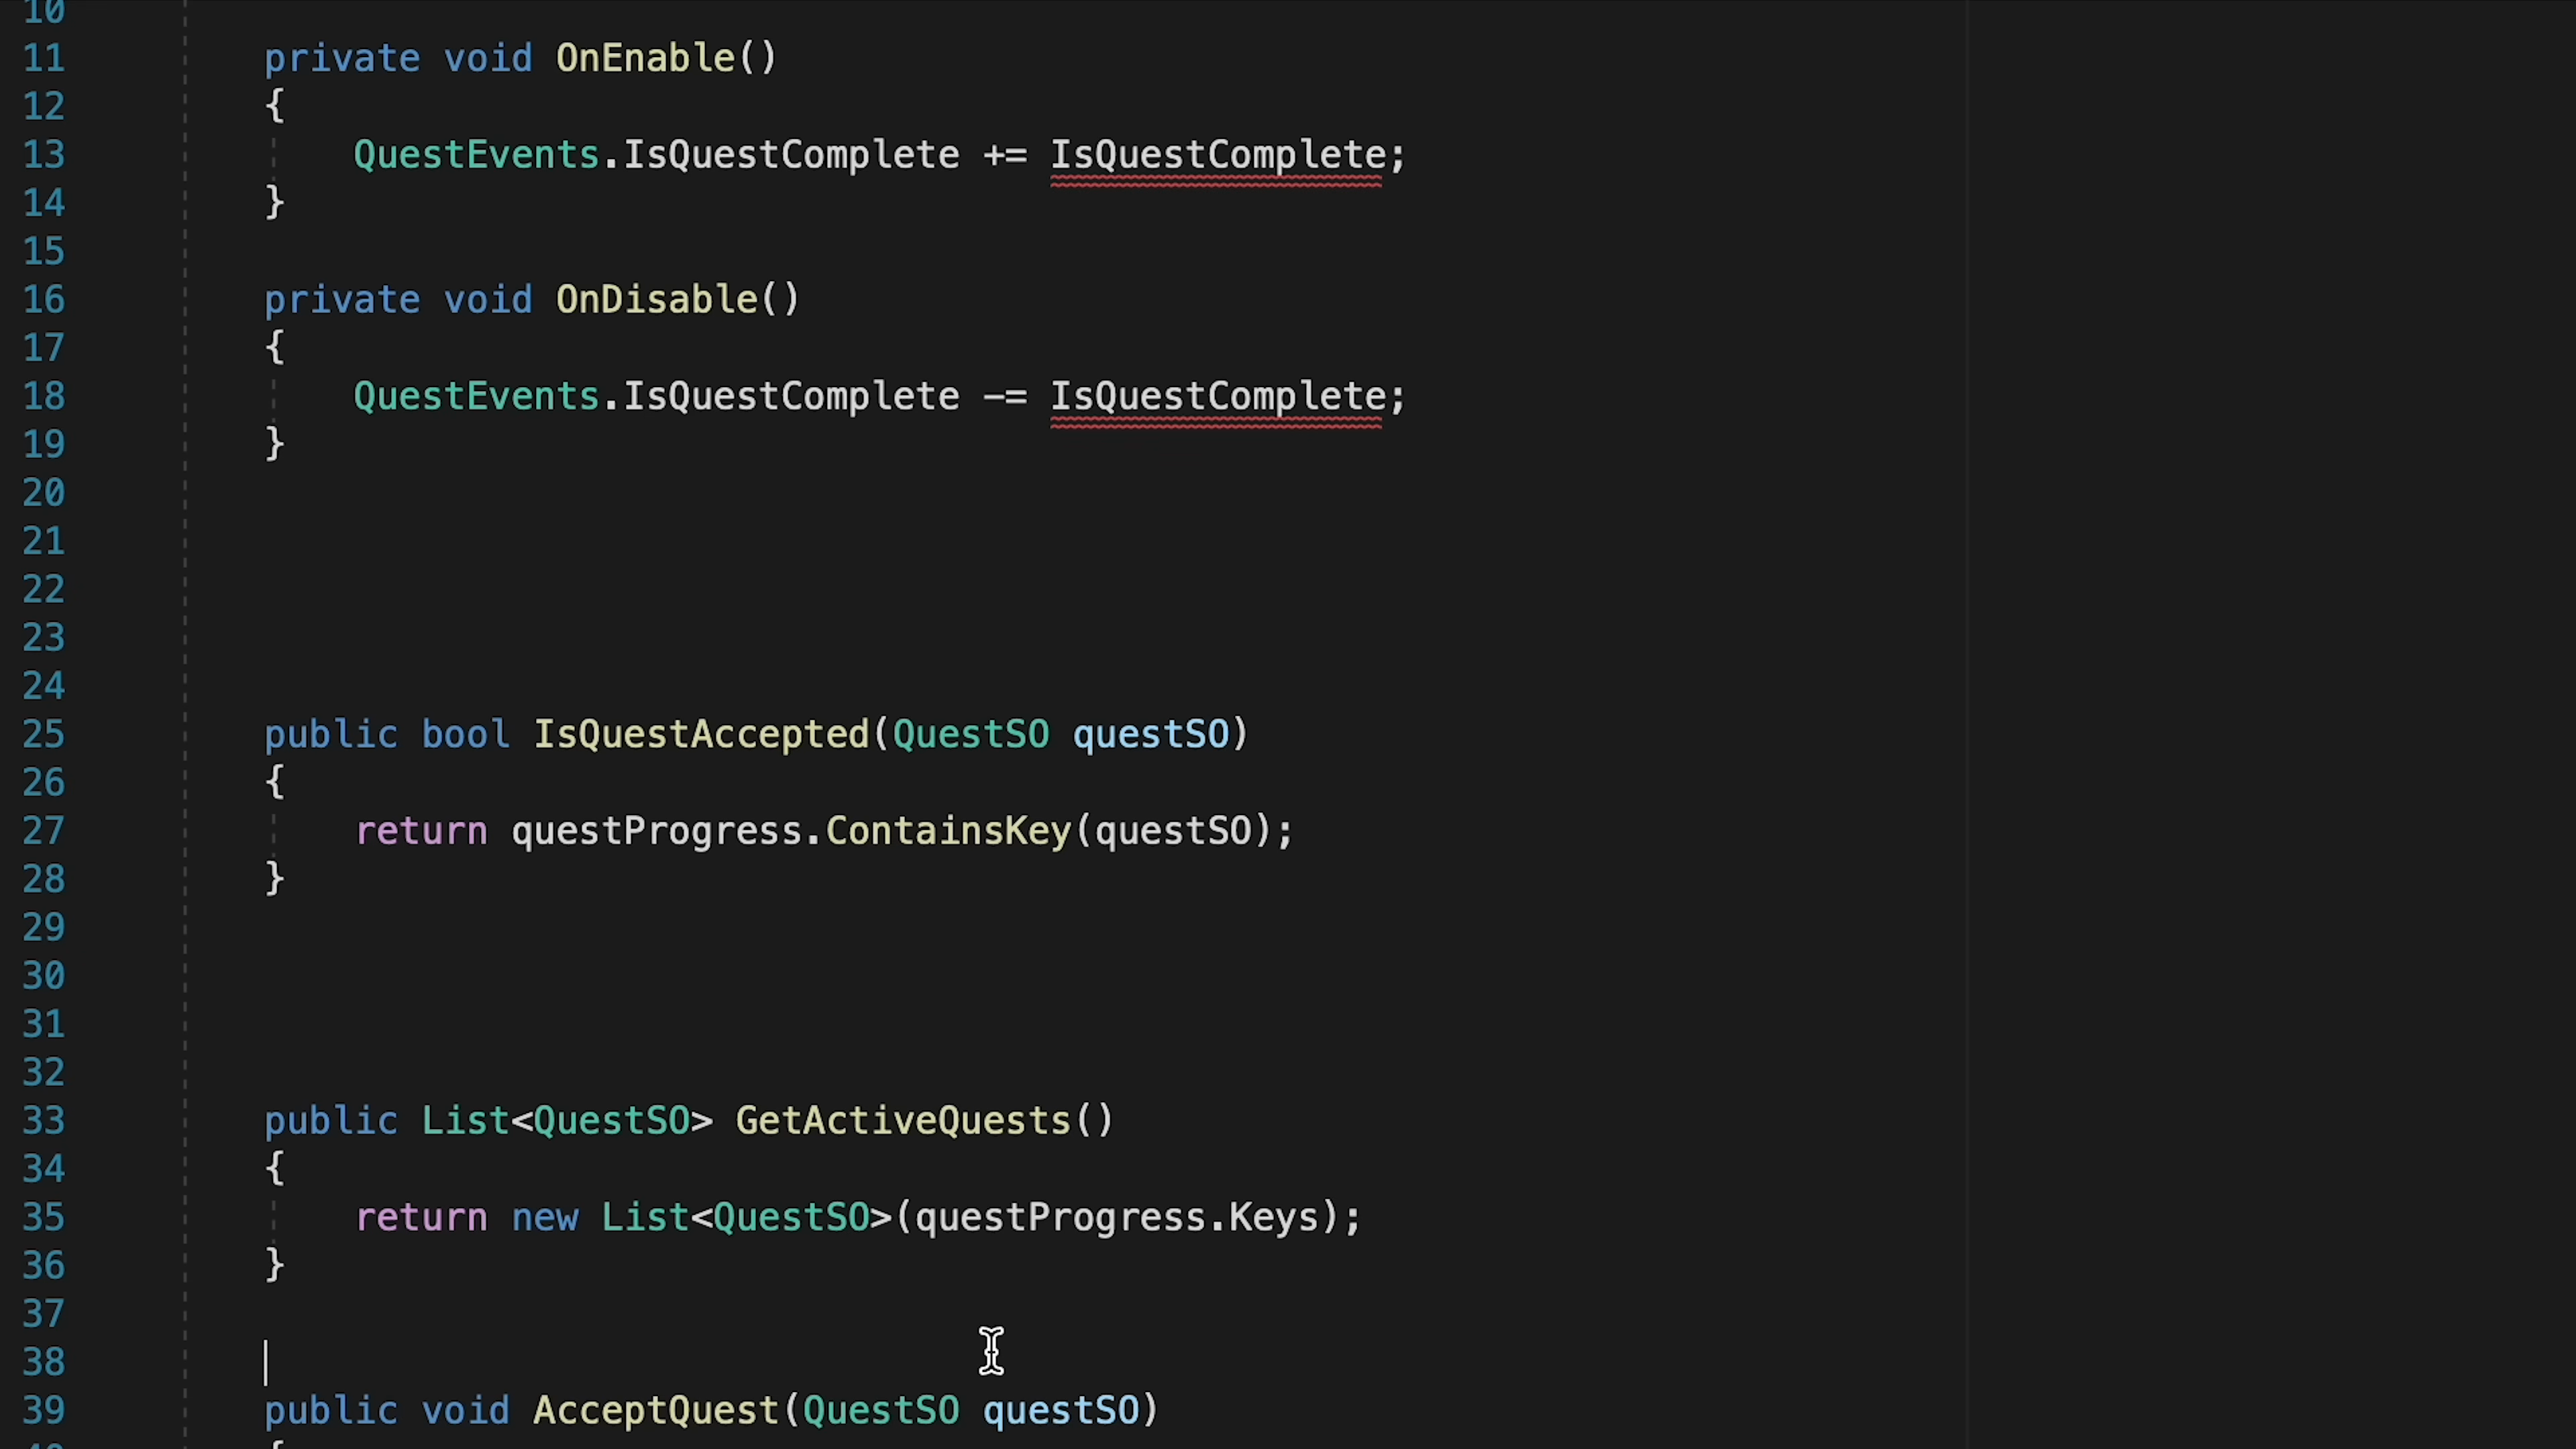 10
11 private void OnEnable()
12 {
13 QuestEvents.IsQuestComplete += IsQuestComplete;
14 }
15
16 private void OnDisable()
17 {
18 QuestEvents.IsQuestComplete -= IsQuestComplete;
19 }
20
21
22
23
24
25 public bool IsQuestAccepted(QuestSO questSO)
26 {
27 return questProgress.ContainsKey(questSO);
28 }
29
30
31
32
33 public List<QuestSO> GetActiveQuests()
34 {
35 return new List<QuestSO>(questProgress.Keys);
36 }
37
38
39 public void AcceptQuest(QuestSO questSO)
40 {